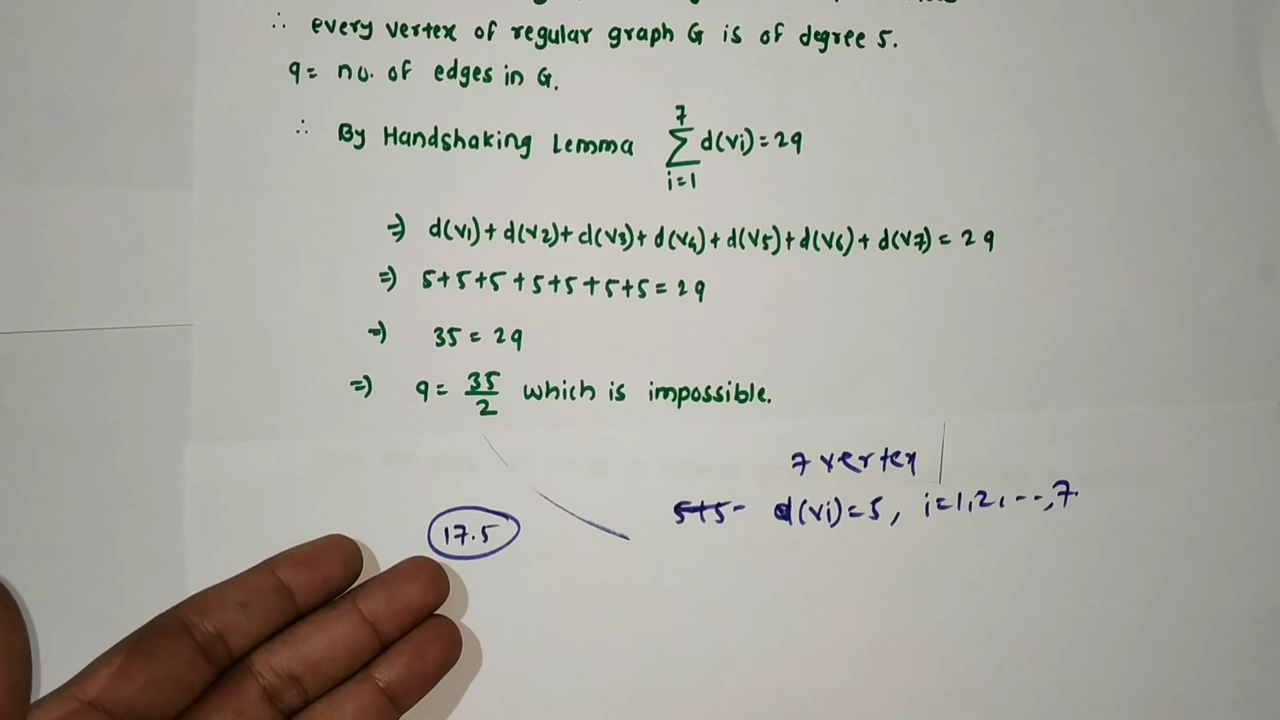 ∴ every vertex of regular graph G is of degree 5.
q = no. of edges in G.
∴ By Handshaking Lemma 7 ∑ i=1 d(vi) = 2q
⇒ d(v1) + d(v2) + d(v3) + d(v4) + d(v5) + d(v6) + d(v7) = 2q
⇒ 5+5+5+5+5+5+5 = 2q
⇒ 35 = 2q
⇒ q = 35/2 which is impossible.
7 vertex
5+5- d(vi)=5, i=1,2,--,7.
17.5